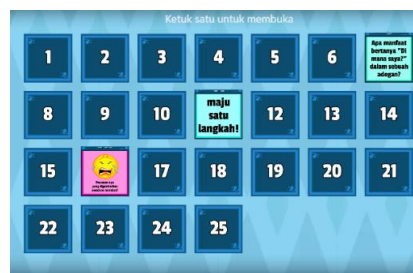 Ketuk satu untuk membuka
1 2 3 4 5 6
Apa manfaat
bertanya "Di
mana saya?"
dalam sebuah
adegan?
8 9 10
maju
satu
langkah!
12 13 14
15
17 18 19 20 21
22 23 24 25